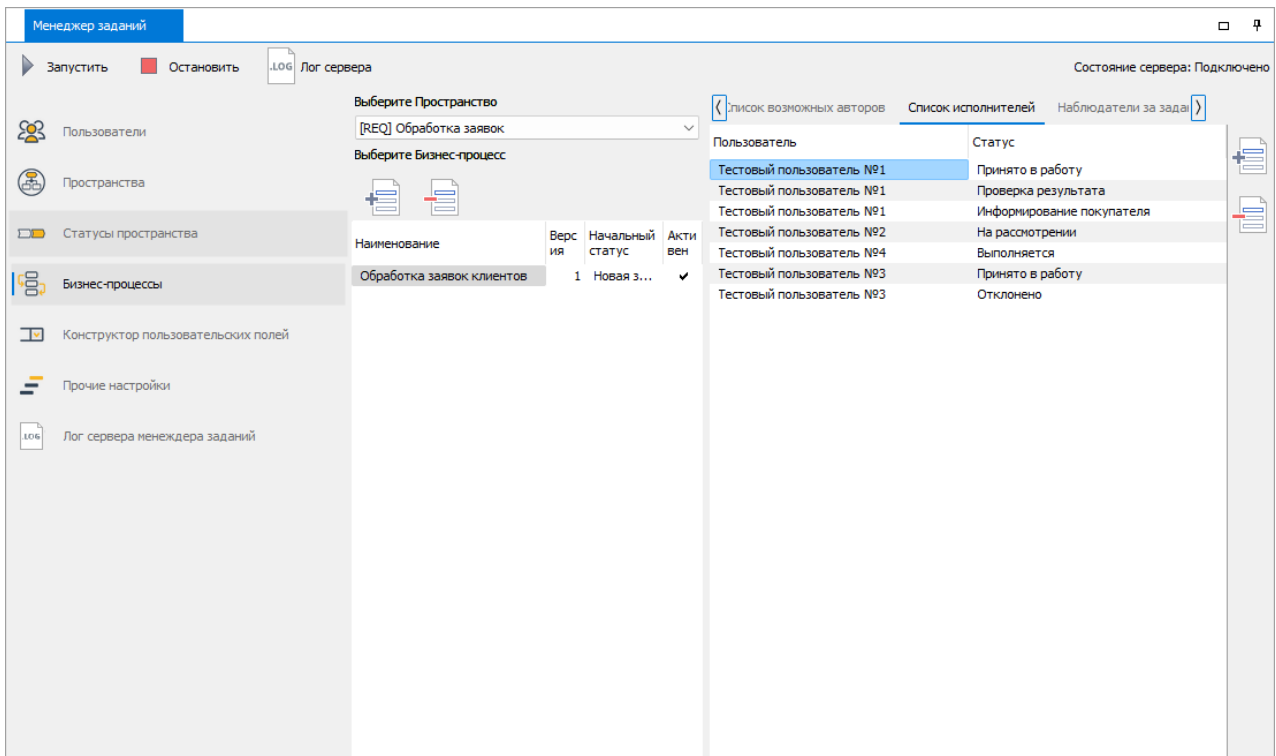 Менеджер заданий
Запустить
Остановить
.LOG
Лог сервера
Состояние сервера: Подключено
Пользователи
Пространства
Статусы пространства
Бизнес-процессы
Конструктор пользовательских полей
Прочие настройки
.LOG
Лог сервера менеждера заданий
Выберите Пространство
[REQ] Обработка заявок
Выберите Бизнес-процесс
Наименование
Верс
ия
Начальный
статус
Акти
вен
Обработка заявок клиентов 1 Новая з...
Список возможных авторов
Список исполнителей
Наблюдатели за задан
Пользователь Статус
Тестовый пользователь №1 Принято в работу
Тестовый пользователь №1 Проверка результата
Тестовый пользователь №1 Информирование покупателя
Тестовый пользователь №2 На рассмотрении
Тестовый пользователь №4 Выполняется
Тестовый пользователь №3 Принято в работу
Тестовый пользователь №3 Отклонено